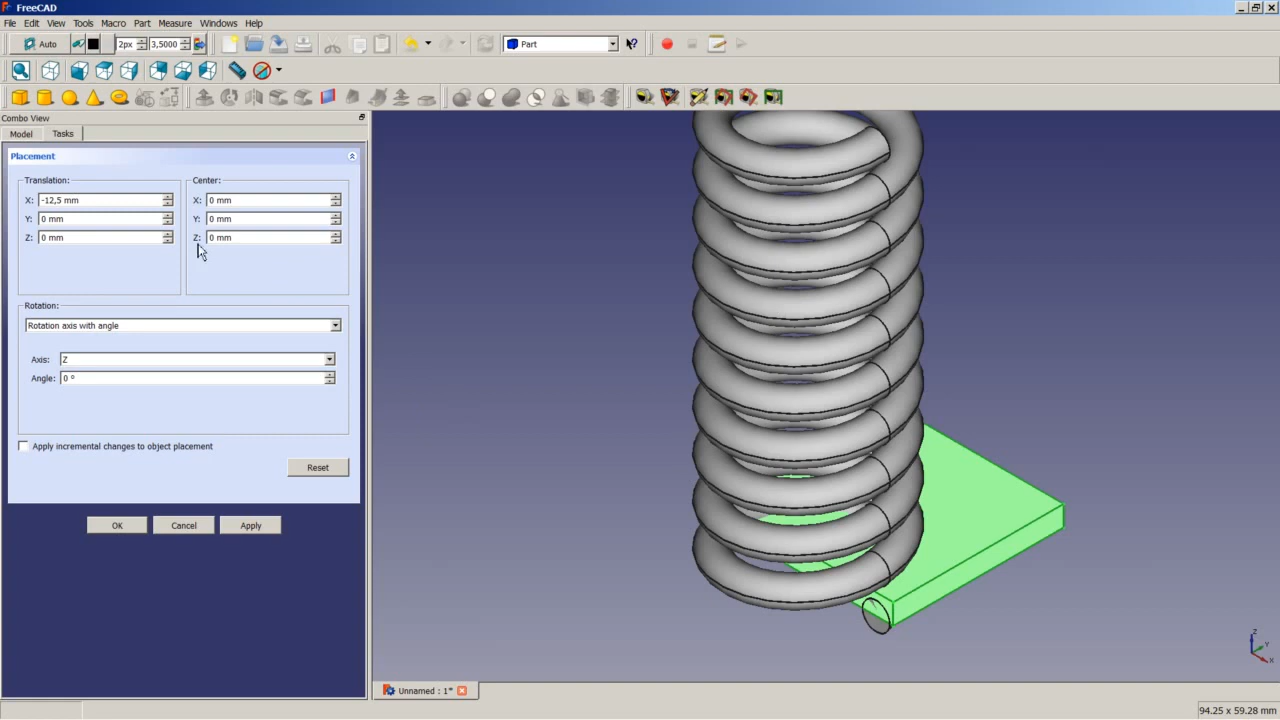 FreeCAD
File Edit View Tools Macro Part Measure Windows Help
Auto 2px 3,5000 Part
Combo View
Model Tasks
Placement
Translation: Center:
X: -12,5 mm X: 0 mm
Y: 0 mm Y: 0 mm
Z: 0 mm Z: 0 mm
Rotation:
Rotation axis with angle
Axis: Z
Angle: 0 °
Apply incremental changes to object placement
Reset
OK Cancel Apply
Z
Y
X
Unnamed : 1*
94.25 x 59.28 mm